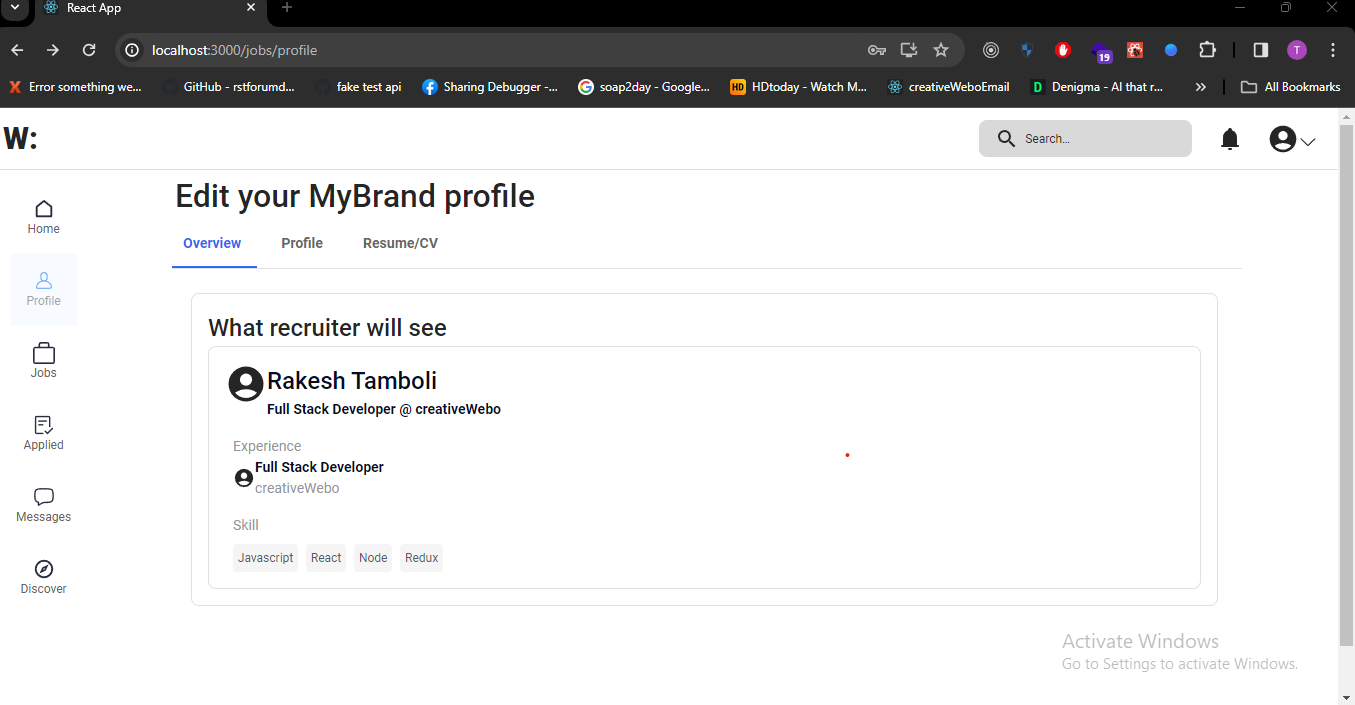 React App
localhost:3000/jobs/profile
19
T
X Error something we...
GitHub - rstforumd...
fake test api
Sharing Debugger -...
soap2day - Google...
HD HDtoday - Watch M...
creativeWeboEmail
D Denigma - AI that r...
All Bookmarks
W:
Search...
Edit your MyBrand profile
Overview Profile Resume/CV
Home
Profile
Jobs
Applied
Messages
Discover
What recruiter will see
Rakesh Tamboli
Full Stack Developer @ creativeWebo
Experience
Full Stack Developer
creativeWebo
Skill
Javascript React Node Redux
Activate Windows
Go to Settings to activate Windows.